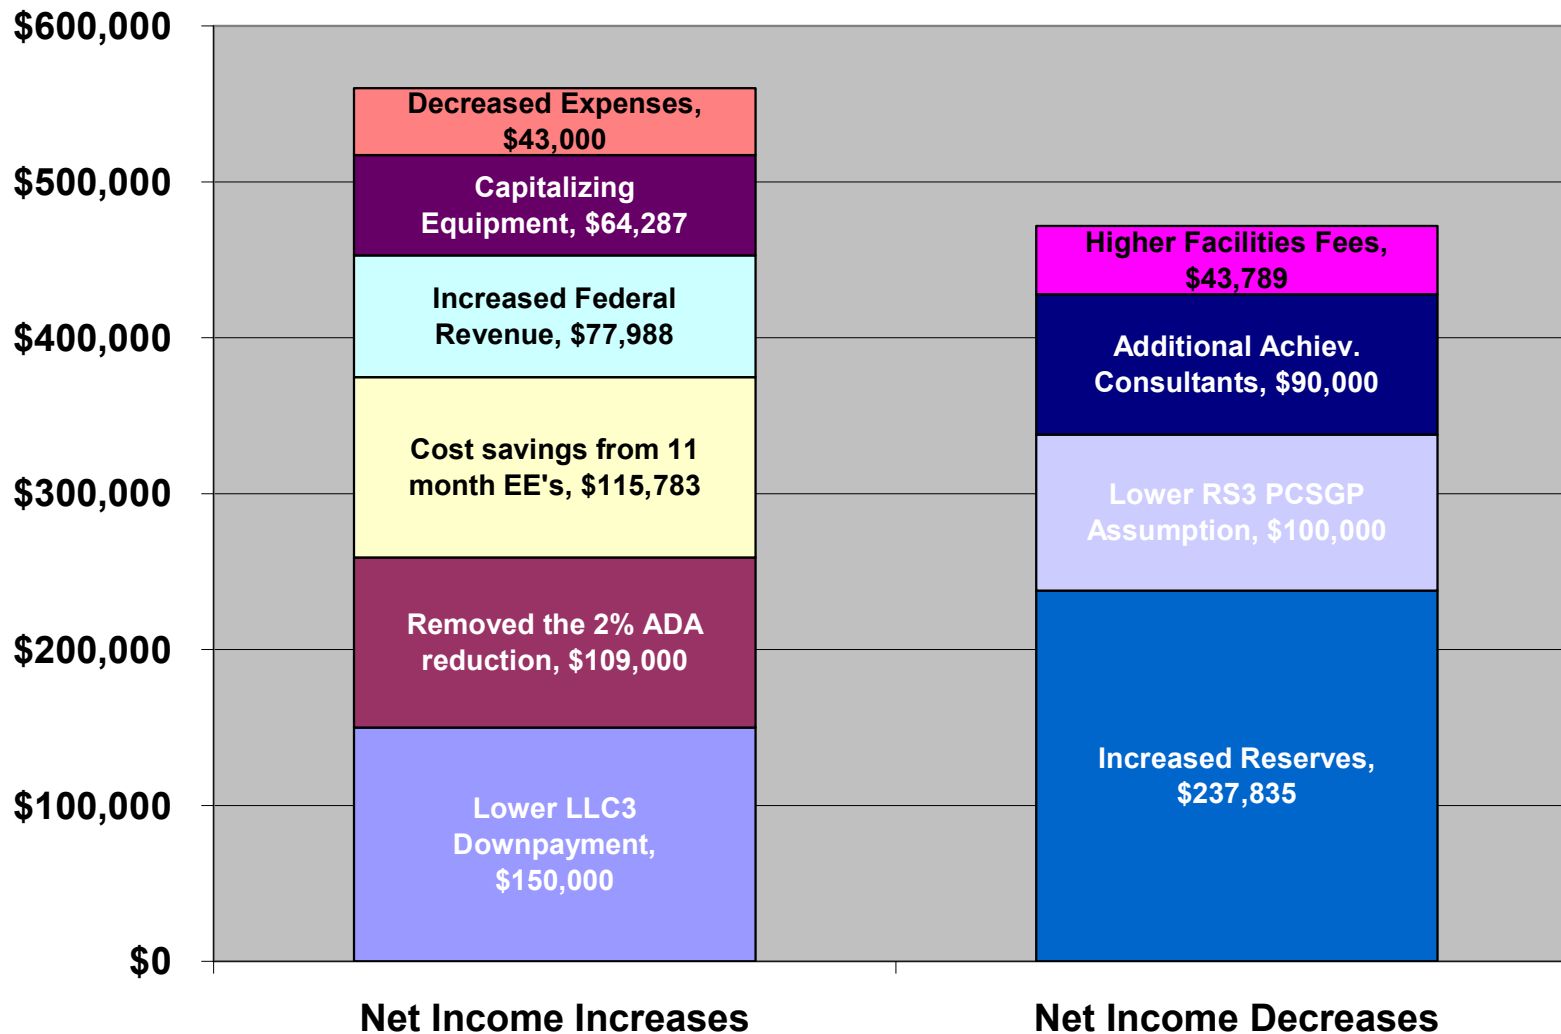 $600,000
$500,000
$400,000
$300,000
$200,000
$100,000
$0
Decreased Expenses,
$43,000
Capitalizing
Equipment, $64,287
Increased Federal
Revenue, $77,988
Cost savings from 11
month EE's, $115,783
Removed the 2% ADA
reduction, $109,000
Lower LLC3
Downpayment,
$150,000
Higher Facilities Fees,
$43,789
Additional Achiev.
Consultants, $90,000
Lower RS3 PCSGP
Assumption, $100,000
Increased Reserves,
$237,835
Net Income Increases
Net Income Decreases